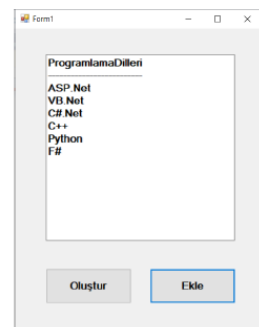 Form1
ProgramlamaDilleri
------------------------------
ASP.Net
VB.Net
C#.Net
C++
Python
F#
Oluştur
Ekle